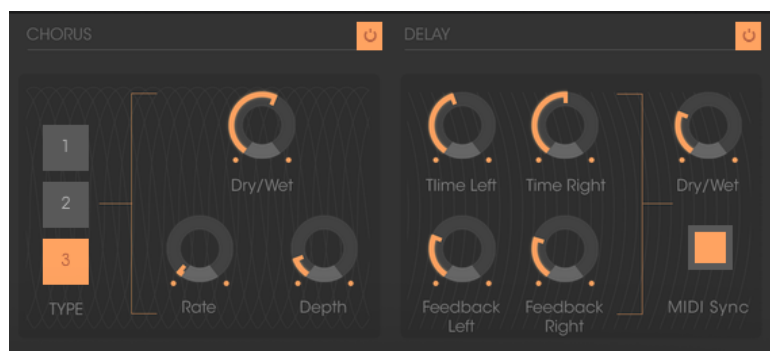 CHORUS
DELAY
1
2
3
TYPE
Dry/Wet
Rate
Depth
TIime Left
Time Right
Dry/Wet
Feedback
Left
Feedback
Right
MIDI Sync